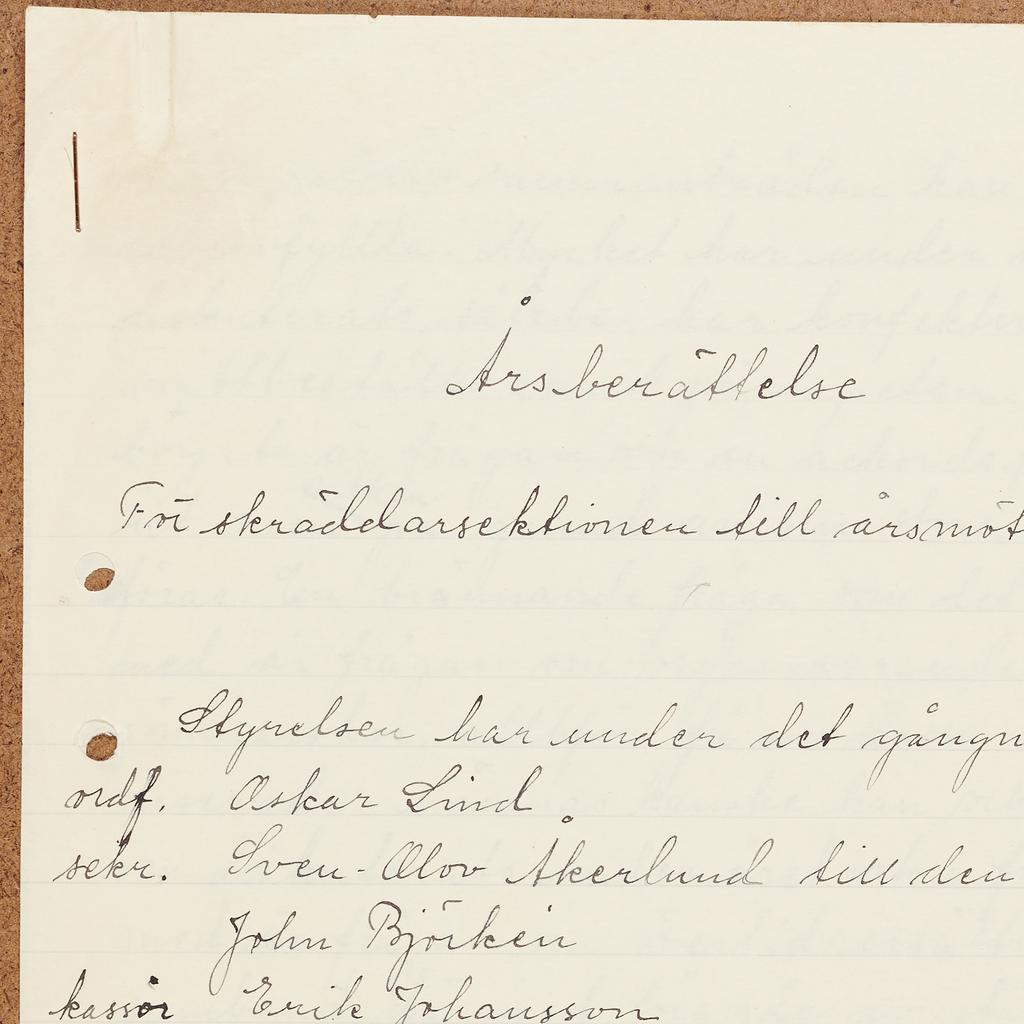 Årsberättelse
För skräddarsektionen till årsmöt
Styrelsen har under det gångn
ordf. Oskar Lind
sekr. Sven-Olov Åkerlund till den
John Björkén
kassör Erik Johansson